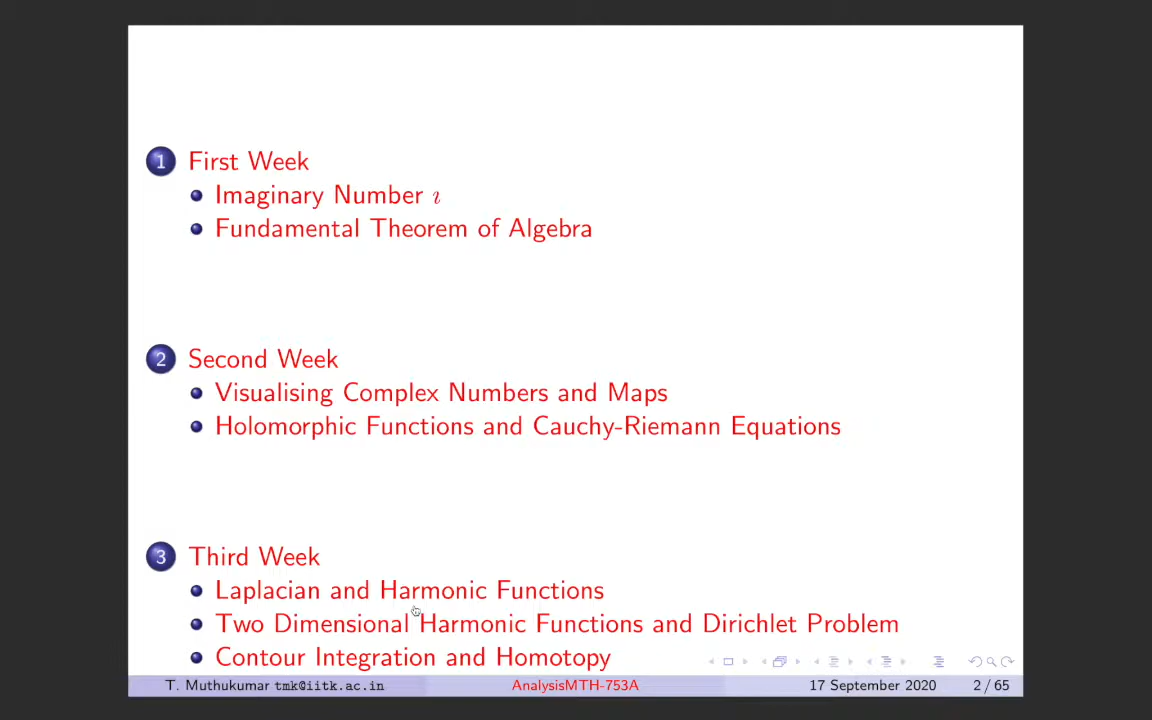 1 First Week
Imaginary Number ı
Fundamental Theorem of Algebra
2 Second Week
Visualising Complex Numbers and Maps
Holomorphic Functions and Cauchy-Riemann Equations
3 Third Week
Laplacian and Harmonic Functions
Two Dimensional Harmonic Functions and Dirichlet Problem
Contour Integration and Homotopy
T. Muthukumar tmk@iitk.ac.in AnalysisMTH-753A 17 September 2020 2 / 65